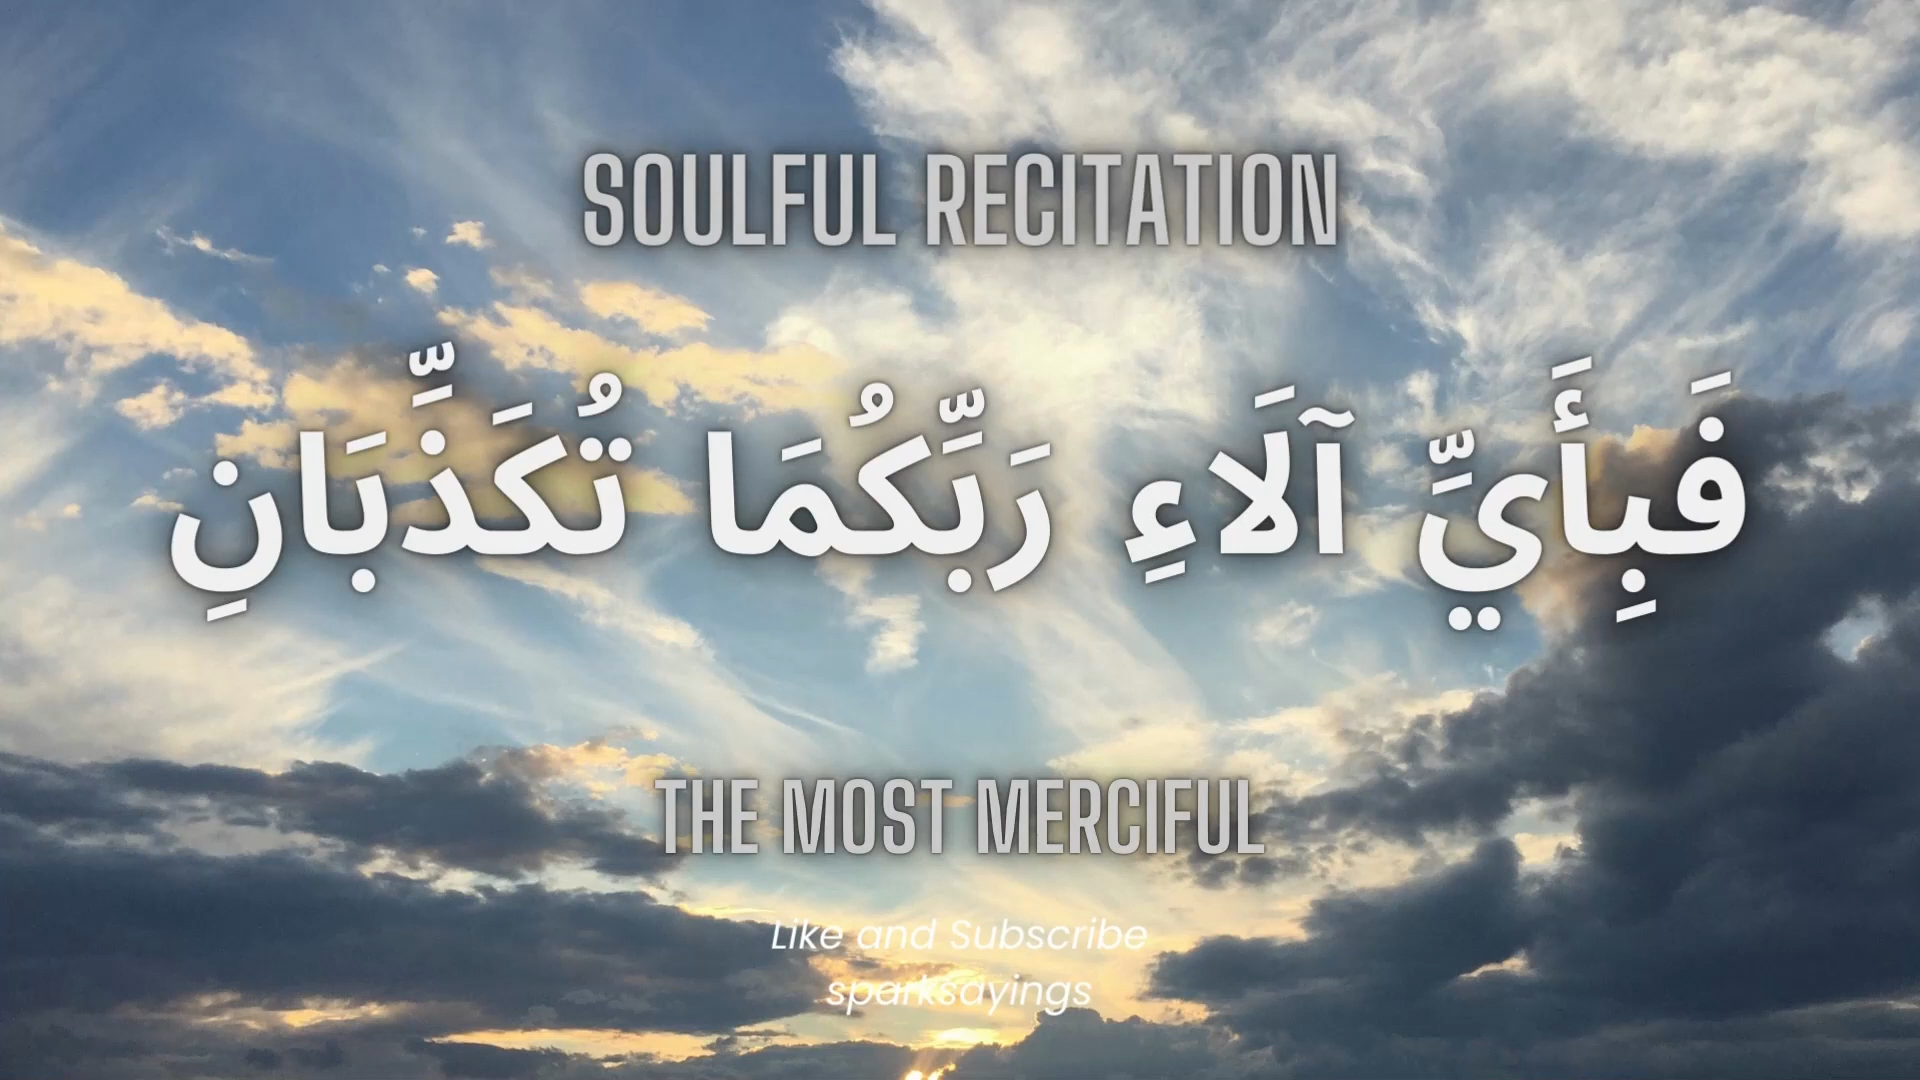 SOULFUL RECITATION
فَبِأَيِّ آلَاءِ رَبِّكُمَا تُكَذِّبَانِ
THE MOST MERCIFUL
Like and Subscribe
sparksayings